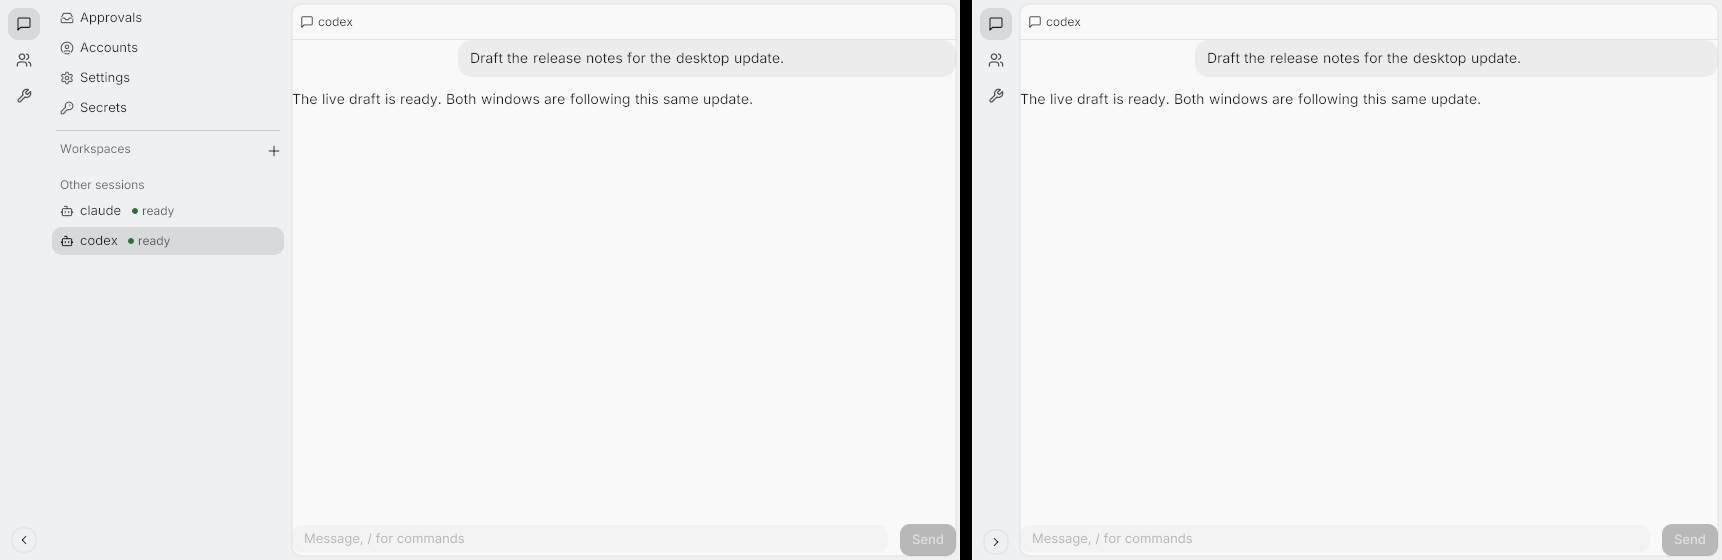 Approvals
Accounts
Settings
Secrets
Workspaces
Other sessions
claude ready
codex ready
codex
Draft the release notes for the desktop update.
The live draft is ready. Both windows are following this same update.
Message, / for commands
Send
codex
Draft the release notes for the desktop update.
The live draft is ready. Both windows are following this same update.
Message, / for commands
Send